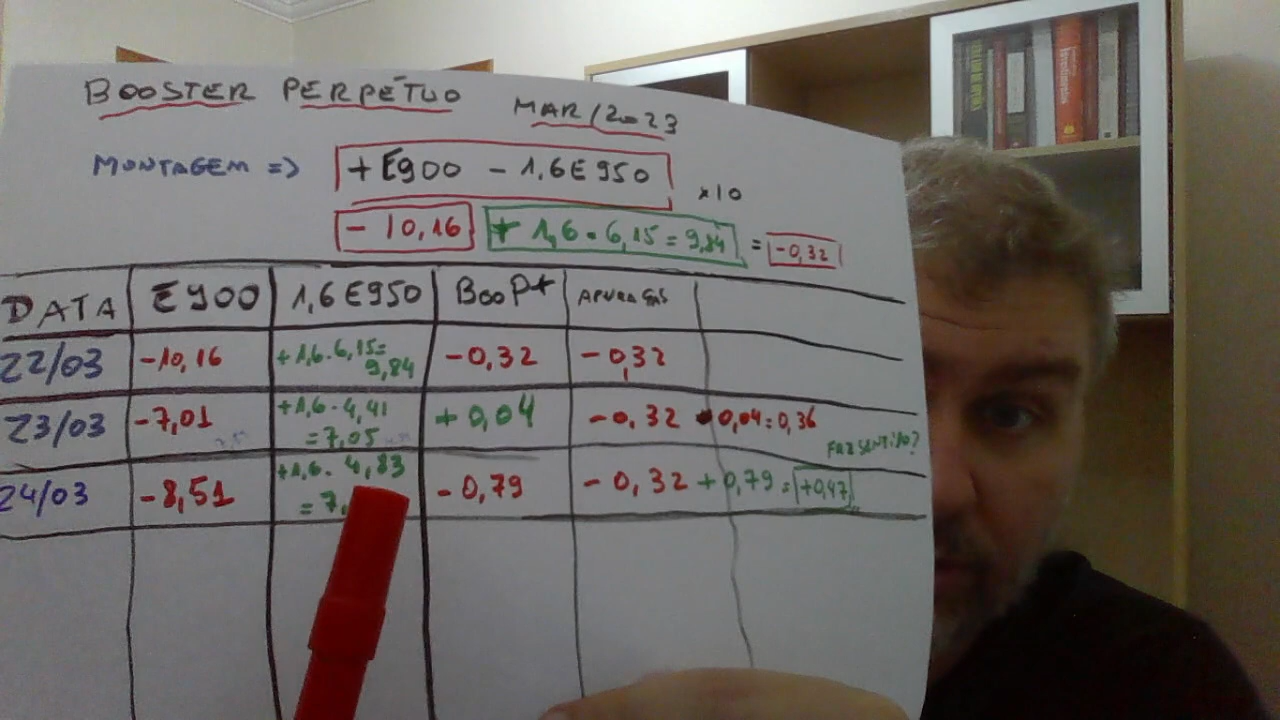 BOOSTER PERPÉTUO MAR/2023
MONTAGEM => +E900 - 1,6E950 x10
- 10,16 + 1,6 . 6,15 = 9,84 = -0,32
DATA E900 1,6E950 BOOP+ APURAÇÃS
22/03 -10,16 +1,6.6,15= -0,32 -0,32
9,84
23/03 -7,01 +1,6.4,41 +0,04 -0,32 0,04=0,36
=7,05
FAZ SENTIDO?
24/03 -8,51 +1,6. 4,83 -0,79 -0,32 +0,79 = +0,47
=7,